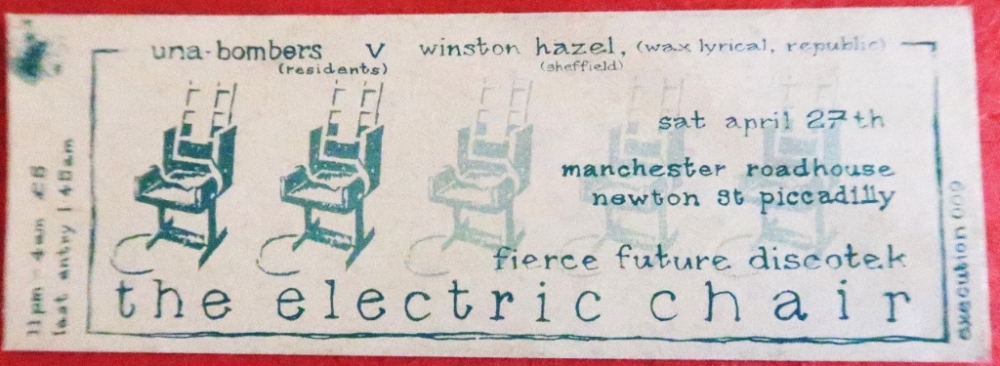 una-bombers v winston hazel, (wax lyrical, republic)
(residents) (sheffield)
sat april 27th
manchester roadhouse
newton st piccadilly
fierce future discotek
the electric chair
11pm - 4am £6
last entry 1 45am
execution 009